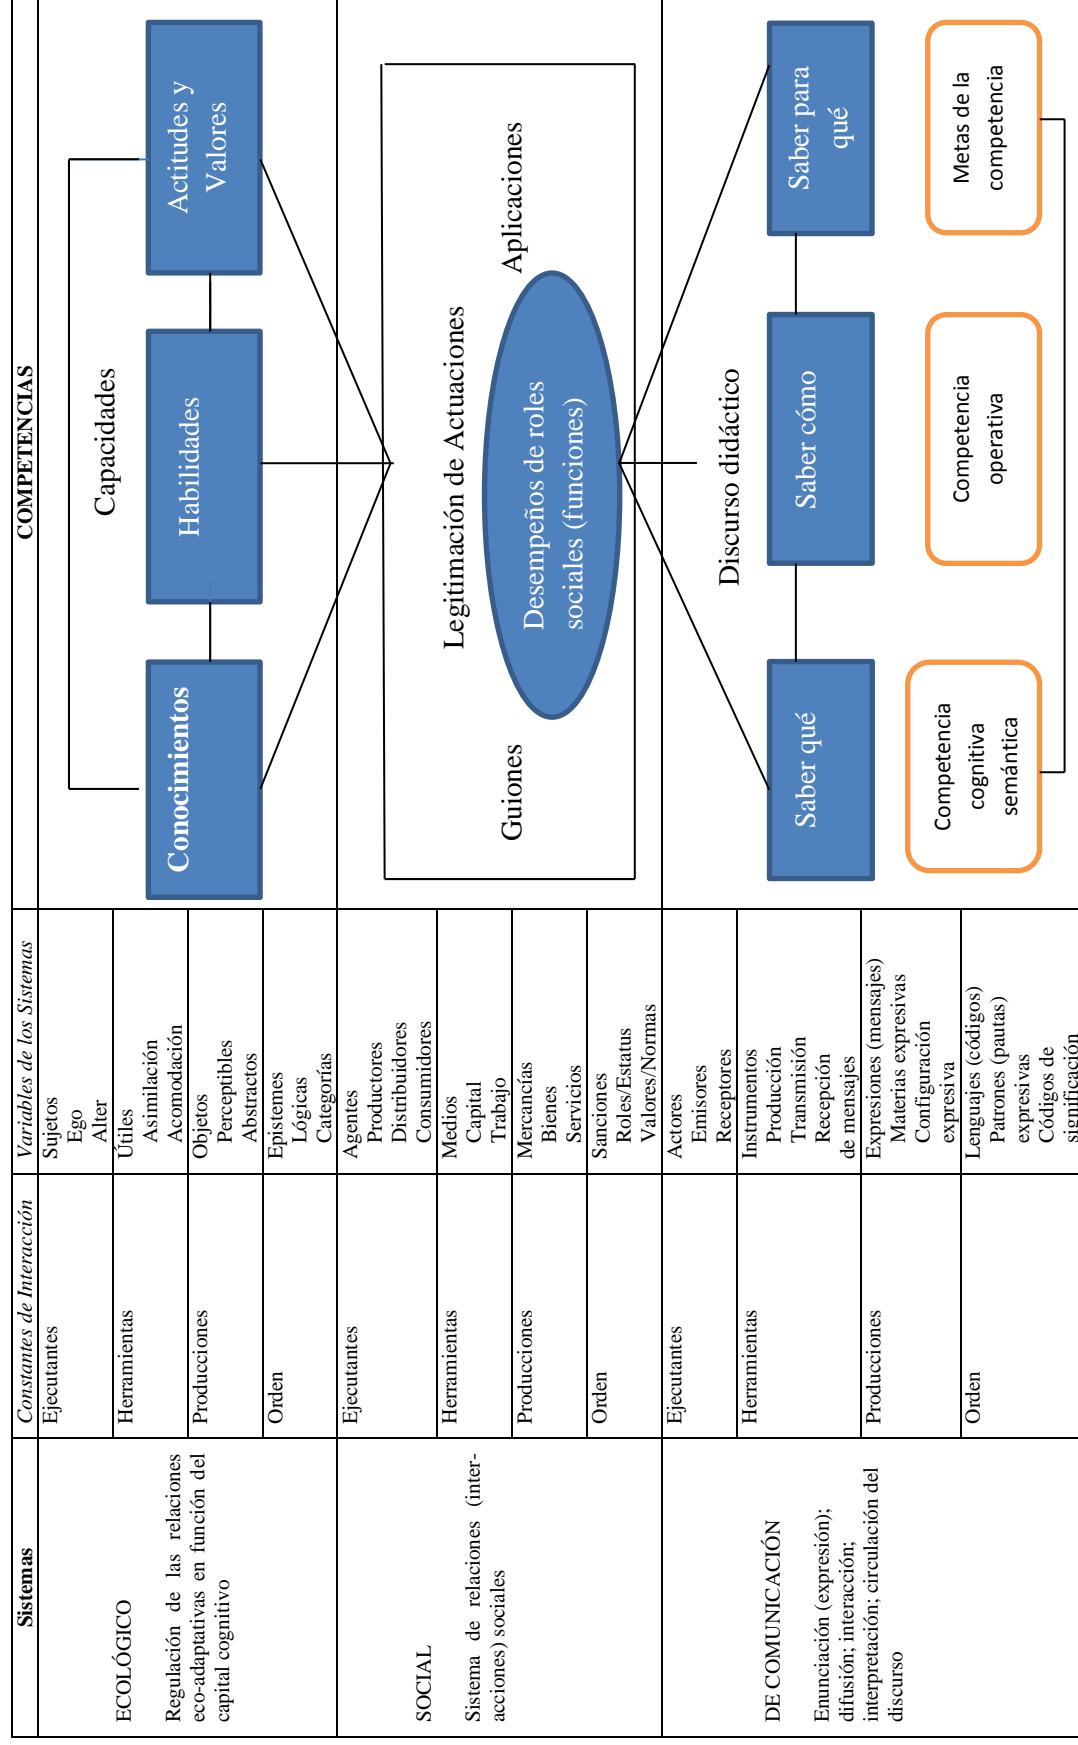 Sistemas
Constantes de Interacción
Variables de los Sistemas
COMPETENCIAS
ECOLÓGICO
Regulación de las relaciones
eco-adaptativas en función del
capital cognitivo
Ejecutantes
Sujetos
Ego
Alter
Herramientas
Útiles
Asimilación
Acomodación
Producciones
Objetos
Perceptibles
Abstractos
Orden
Epistemes
Lógicas
Categorías
Capacidades
Conocimientos
Habilidades
Actitudes y
Valores
SOCIAL
Sistema de relaciones (inter-
acciones) sociales
Ejecutantes
Agentes
Productores
Distribuidores
Consumidores
Herramientas
Medios
Capital
Trabajo
Producciones
Mercancías
Bienes
Servicios
Orden
Sanciones
Roles/Estatus
Valores/Normas
Legitimación de Actuaciones
Guiones
Aplicaciones
Desempeños de roles
sociales (funciones)
DE COMUNICACIÓN
Enunciación (expresión);
difusión; interacción;
interpretación; circulación del
discurso
Ejecutantes
Actores
Emisores
Receptores
Herramientas
Instrumentos
Producción
Transmisión
Recepción
de mensajes
Producciones
Expresiones (mensajes)
Materias expresivas
Configuración
expresiva
Orden
Lenguajes (códigos)
Patrones (pautas)
expresivas
Códigos de
significación
Discurso didáctico
Saber qué
Saber cómo
Saber para
qué
Competencia
cognitiva
semántica
Competencia
operativa
Metas de la
competencia